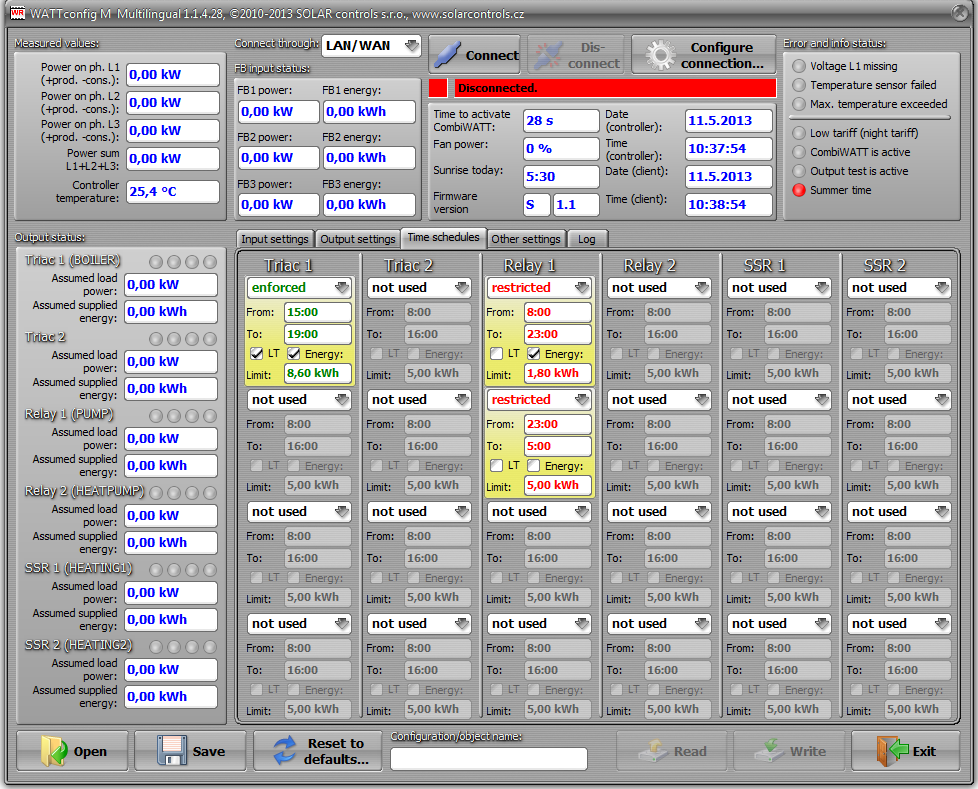 WR WATTconfig M Multilingual 1.1.4.28, ©2010-2013 SOLAR controls s.r.o., www.solarcontrols.cz
Measured values:
Power on ph. L1
(+prod. -cons.):
0,00 kW
Power on ph. L2
(+prod. -cons.):
0,00 kW
Power on ph. L3
(+prod. -cons.):
0,00 kW
Power sum
L1+L2+L3:
0,00 kW
Controller
temperature:
25,4 °C
Connect through: LAN/WAN
Connect
Dis-
connect
Configure
connection...
FB input status:
FB1 power: FB1 energy:
0,00 kW 0,00 kWh
FB2 power: FB2 energy:
0,00 kW 0,00 kWh
FB3 power: FB3 energy:
0,00 kW 0,00 kWh
Disconnected.
Time to activate
CombiWATT:
28 s
Fan power:
0 %
Sunrise today:
5:30
Firmware
version
S 1.1
Date
(controller):
11.5.2013
Time
(controller):
10:37:54
Date (client):
11.5.2013
Time (client):
10:38:54
Error and info status:
Voltage L1 missing
Temperature sensor failed
Max. temperature exceeded
Low tariff (night tariff)
CombiWATT is active
Output test is active
Summer time
Output status:
Triac 1 (BOILER)
Assumed load
power:
0,00 kW
Assumed supplied
energy:
0,00 kWh
Triac 2
Assumed load
power:
0,00 kW
Assumed supplied
energy:
0,00 kWh
Relay 1 (PUMP)
Assumed load
power:
0,00 kW
Assumed supplied
energy:
0,00 kWh
Relay 2 (HEATPUMP)
Assumed load
power:
0,00 kW
Assumed supplied
energy:
0,00 kWh
SSR 1 (HEATING1)
Assumed load
power:
0,00 kW
Assumed supplied
energy:
0,00 kWh
SSR 2 (HEATING2)
Assumed load
power:
0,00 kW
Assumed supplied
energy:
0,00 kWh
Input settings Output settings Time schedules Other settings Log
Triac 1 Triac 2 Relay 1 Relay 2 SSR 1 SSR 2
enforced not used restricted not used not used not used
From: 15:00 From: 8:00 From: 8:00 From: 8:00 From: 8:00 From: 8:00
To: 19:00 To: 16:00 To: 23:00 To: 16:00 To: 16:00 To: 16:00
LT Energy: LT Energy: LT Energy: LT Energy: LT Energy: LT Energy:
Limit: 8,60 kWh Limit: 5,00 kWh Limit: 1,80 kWh Limit: 5,00 kWh Limit: 5,00 kWh Limit: 5,00 kWh
not used not used restricted not used not used not used
From: 8:00 From: 8:00 From: 23:00 From: 8:00 From: 8:00 From: 8:00
To: 16:00 To: 16:00 To: 5:00 To: 16:00 To: 16:00 To: 16:00
LT Energy: LT Energy: LT Energy: LT Energy: LT Energy: LT Energy:
Limit: 5,00 kWh Limit: 5,00 kWh Limit: 5,00 kWh Limit: 5,00 kWh Limit: 5,00 kWh Limit: 5,00 kWh
not used not used not used not used not used not used
From: 8:00 From: 8:00 From: 8:00 From: 8:00 From: 8:00 From: 8:00
To: 16:00 To: 16:00 To: 16:00 To: 16:00 To: 16:00 To: 16:00
LT Energy: LT Energy: LT Energy: LT Energy: LT Energy: LT Energy:
Limit: 5,00 kWh Limit: 5,00 kWh Limit: 5,00 kWh Limit: 5,00 kWh Limit: 5,00 kWh Limit: 5,00 kWh
not used not used not used not used not used not used
From: 8:00 From: 8:00 From: 8:00 From: 8:00 From: 8:00 From: 8:00
To: 16:00 To: 16:00 To: 16:00 To: 16:00 To: 16:00 To: 16:00
LT Energy: LT Energy: LT Energy: LT Energy: LT Energy: LT Energy:
Limit: 5,00 kWh Limit: 5,00 kWh Limit: 5,00 kWh Limit: 5,00 kWh Limit: 5,00 kWh Limit: 5,00 kWh
Open
Save
Reset to
defaults...
Configuration/object name:
Read
Write
Exit